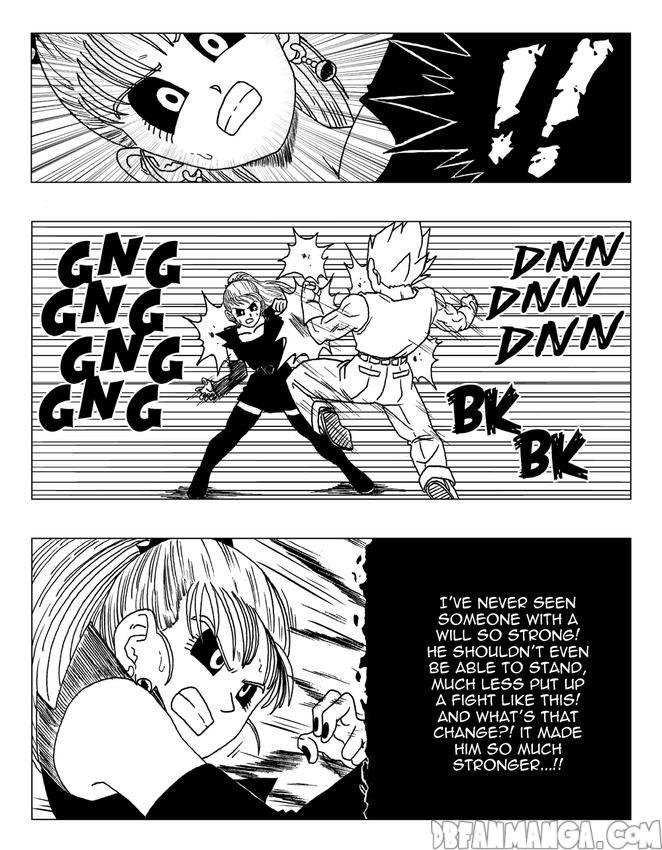 !!
GNG
GNG
GNG
GNG
DNN
DNN
DNN
BK
BK
I'VE NEVER SEEN
SOMEONE WITH A
WILL SO STRONG!
HE SHOULDN'T EVEN
BE ABLE TO STAND,
MUCH LESS PUT UP
A FIGHT LIKE THIS!
AND WHAT'S THAT
CHANGE?! IT MADE
HIM SO MUCH
STRONGER...!!
DBFANMANGA.COM